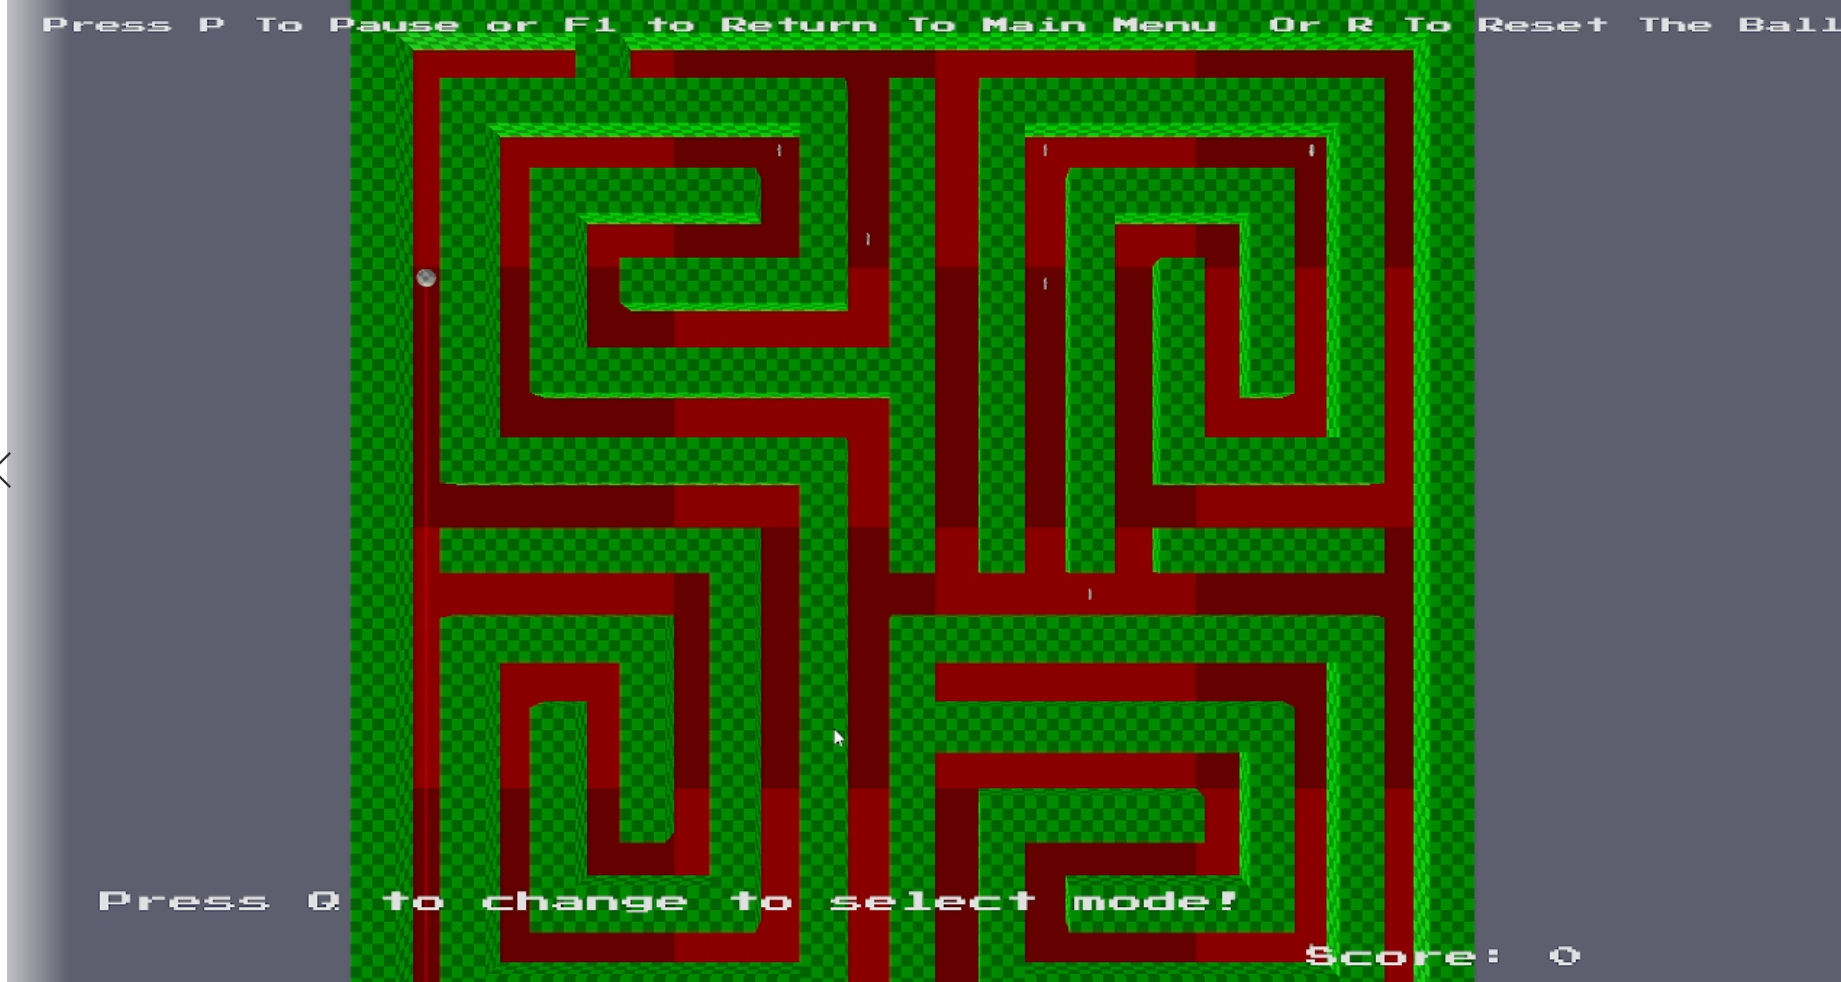 Press P To Pause or F1 to Return To Main Menu Or R To Reset The Ball
Press Q to change to select mode!
Score: 0